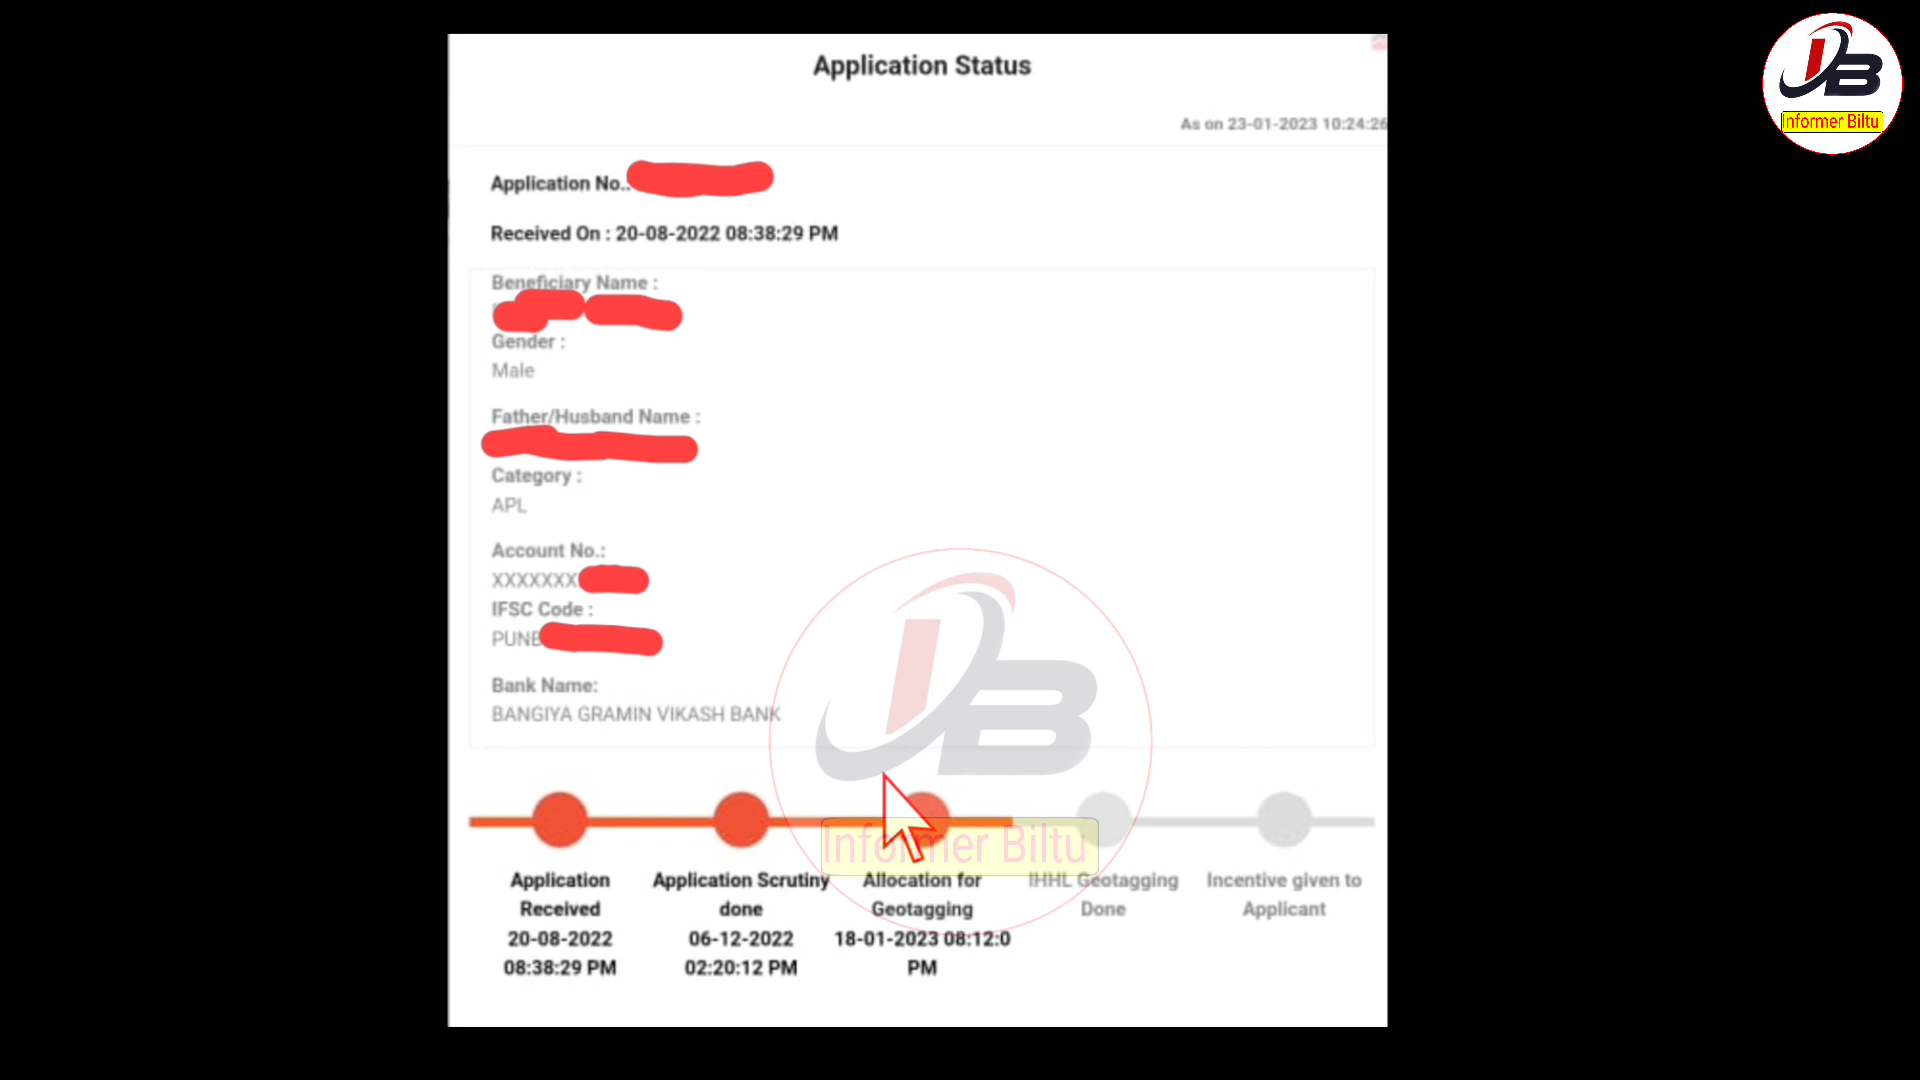 Application Status
Informer Biltu
As on 23-01-2023 10:24:26
Application No.:
Received On : 20-08-2022 08:38:29 PM
Beneficiary Name :
Gender :
Male
Father/Husband Name :
Category :
APL
Account No.:
XXXXXXX
IFSC Code :
PUNB
Bank Name:
BANGIYA GRAMIN VIKASH BANK
Informer Biltu
Application Received
20-08-2022
08:38:29 PM
Application Scrutiny
done
06-12-2022
02:20:12 PM
Allocation for
Geotagging
18-01-2023 08:12:0
PM
IHHL Geotagging
Done
Incentive given to
Applicant